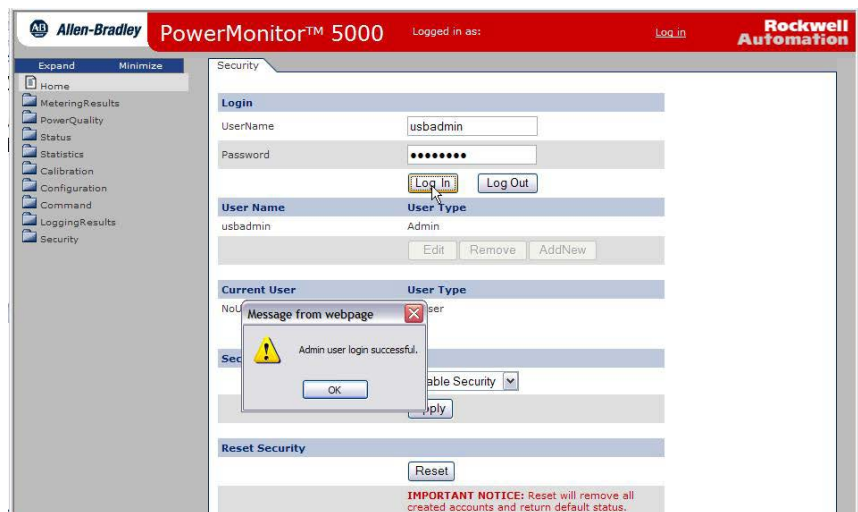 AB Allen-Bradley PowerMonitor™ 5000 Logged in as: Log in Rockwell Automation
Expand Minimize
Home
MeteringResults
PowerQuality
Status
Statistics
Calibration
Configuration
Command
LoggingResults
Security
Security
Login
UserName usbadmin
Password ••••••••
Log In Log Out
User Name User Type
usbadmin Admin
Edit Remove AddNew
Current User User Type
Message from webpage
Admin user login successful.
OK
Security
Apply
Reset Security
Reset
IMPORTANT NOTICE: Reset will remove all
created accounts and return default status.